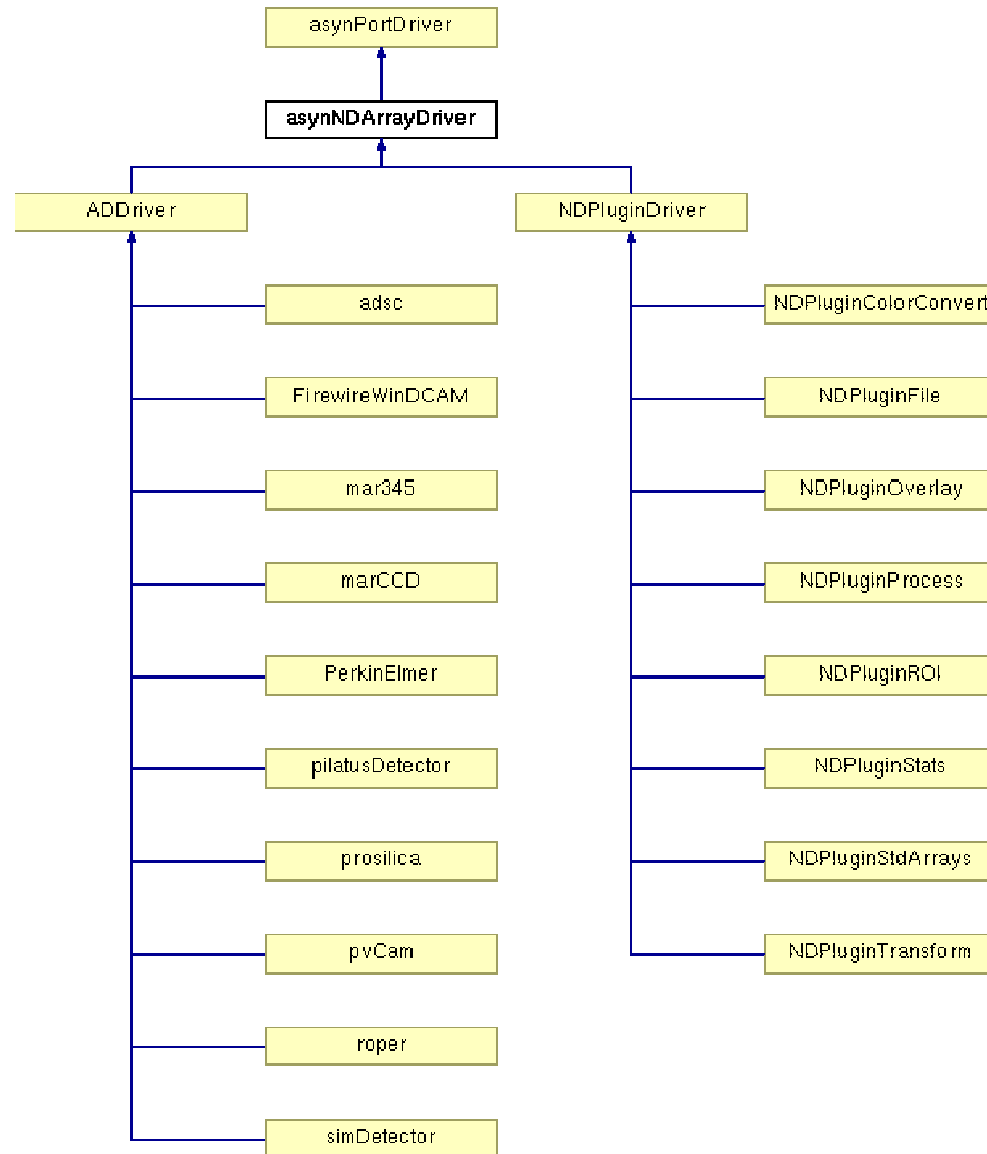 asynPortDriver
asynNDArrayDriver
ADDriver
NDPluginDriver
adsc
FirewireWinDCAM
mar345
marCCD
PerkinElmer
pilatusDetector
prosilica
pvCam
roper
simDetector
NDPluginColorConvert
NDPluginFile
NDPluginOverlay
NDPluginProcess
NDPluginROI
NDPluginStats
NDPluginStdArrays
NDPluginTransform